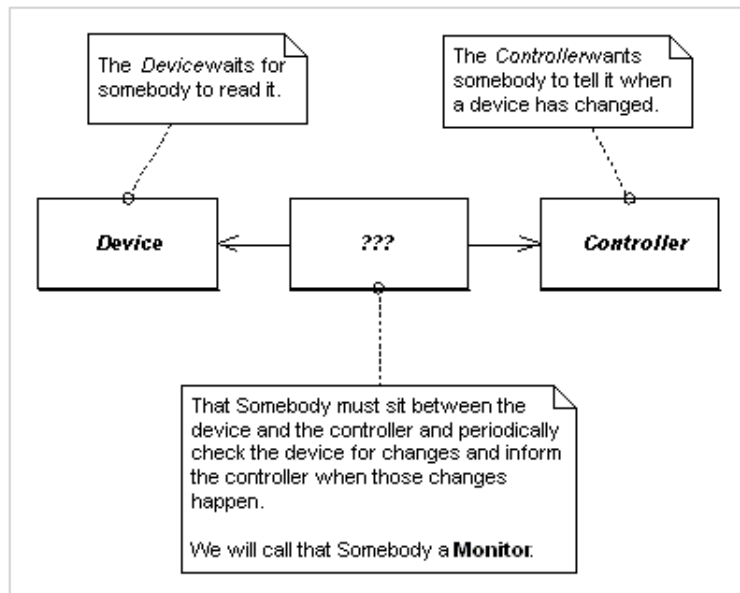 The Devicewaits for
somebody to read it.
The Controllerwants
somebody to tell it when
a device has changed.
Device
???
Controller
That Somebody must sit between the
device and the controller and periodically
check the device for changes and inform
the controller when those changes
happen.
We will call that Somebody a Monitor.